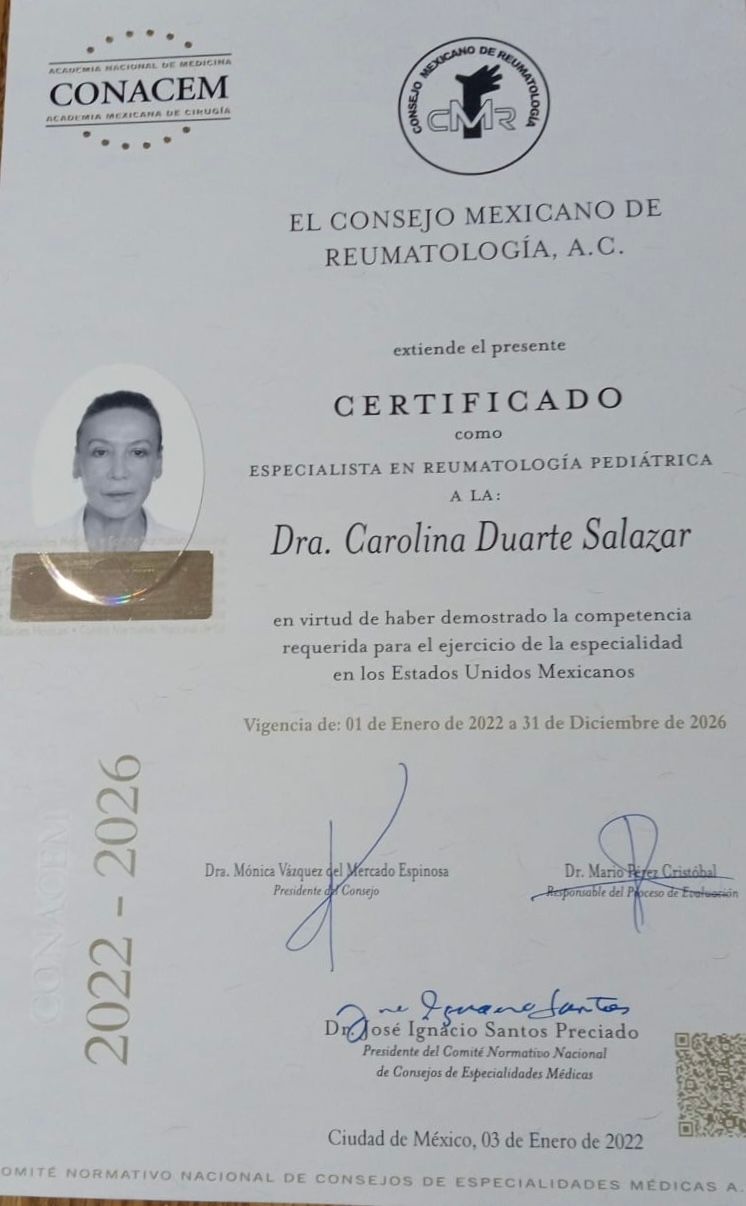 ACADEMIA NACIONAL DE MEDICINA
CONACEM
ACADEMIA MEXICANA DE CIRUGÍA
CONSEJO MEXICANO DE REUMATOLOGÍA
CMR
EL CONSEJO MEXICANO DE
REUMATOLOGÍA, A.C.
extiende el presente
CERTIFICADO
como
ESPECIALISTA EN REUMATOLOGÍA PEDIÁTRICA
A LA:
Dra. Carolina Duarte Salazar
en virtud de haber demostrado la competencia
requerida para el ejercicio de la especialidad
en los Estados Unidos Mexicanos
Vigencia de: 01 de Enero de 2022 a 31 de Diciembre de 2026
CONACEM
2022 - 2026
Dra. Mónica Vázquez del Mercado Espinosa
Presidente del Consejo
Dr. Mario Pérez Cristóbal
Responsable del Proceso de Evaluación
Jose Ignacio Santos
Dr. José Ignacio Santos Preciado
Presidente del Comité Normativo Nacional
de Consejos de Especialidades Médicas
Ciudad de México, 03 de Enero de 2022
OMITÉ NORMATIVO NACIONAL DE CONSEJOS DE ESPECIALIDADES MÉDICAS A.